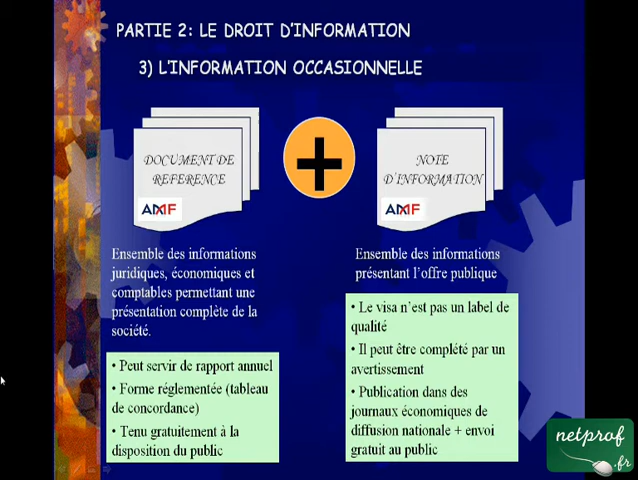 PARTIE 2: LE DROIT D'INFORMATION
3) L'INFORMATION OCCASIONNELLE
DOCUMENT DE
REFERENCE
AMF
NOTE
D'INFORMATION
AMF
Ensemble des informations
juridiques, économiques et
comptables permettant une
présentation complète de la
société.
• Peut servir de rapport annuel
• Forme réglementée (tableau
de concordance)
• Tenu gratuitement à la
disposition du public
Ensemble des informations
présentant l'offre publique
• Le visa n'est pas un label de
qualité
• Il peut être complété par un
avertissement
• Publication dans des
journaux économiques de
diffusion nationale + envoi
gratuit au public
netprof
.fr